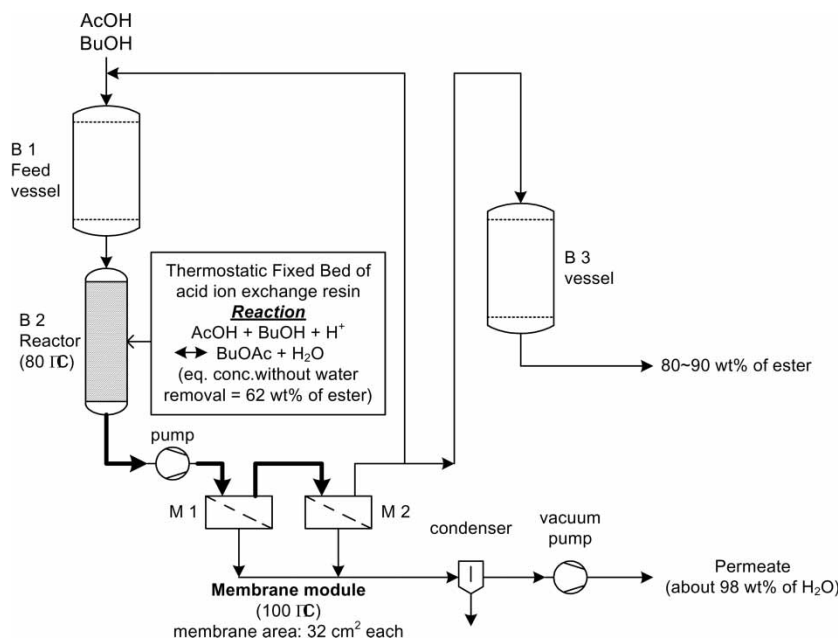 AcOH
BuOH
B 1
Feed
vessel
B 2
Reactor
(80 ℾC)
Thermostatic Fixed Bed of
acid ion exchange resin
Reaction
AcOH + BuOH + H⁺
↔ BuOAc + H₂O
(eq. conc.without water
removal = 62 wt% of ester)
B 3
vessel
80~90 wt% of ester
pump
M 1
M 2
condenser
vacuum
pump
Membrane module
(100 ℾC)
membrane area: 32 cm² each
Permeate
(about 98 wt% of H₂O)